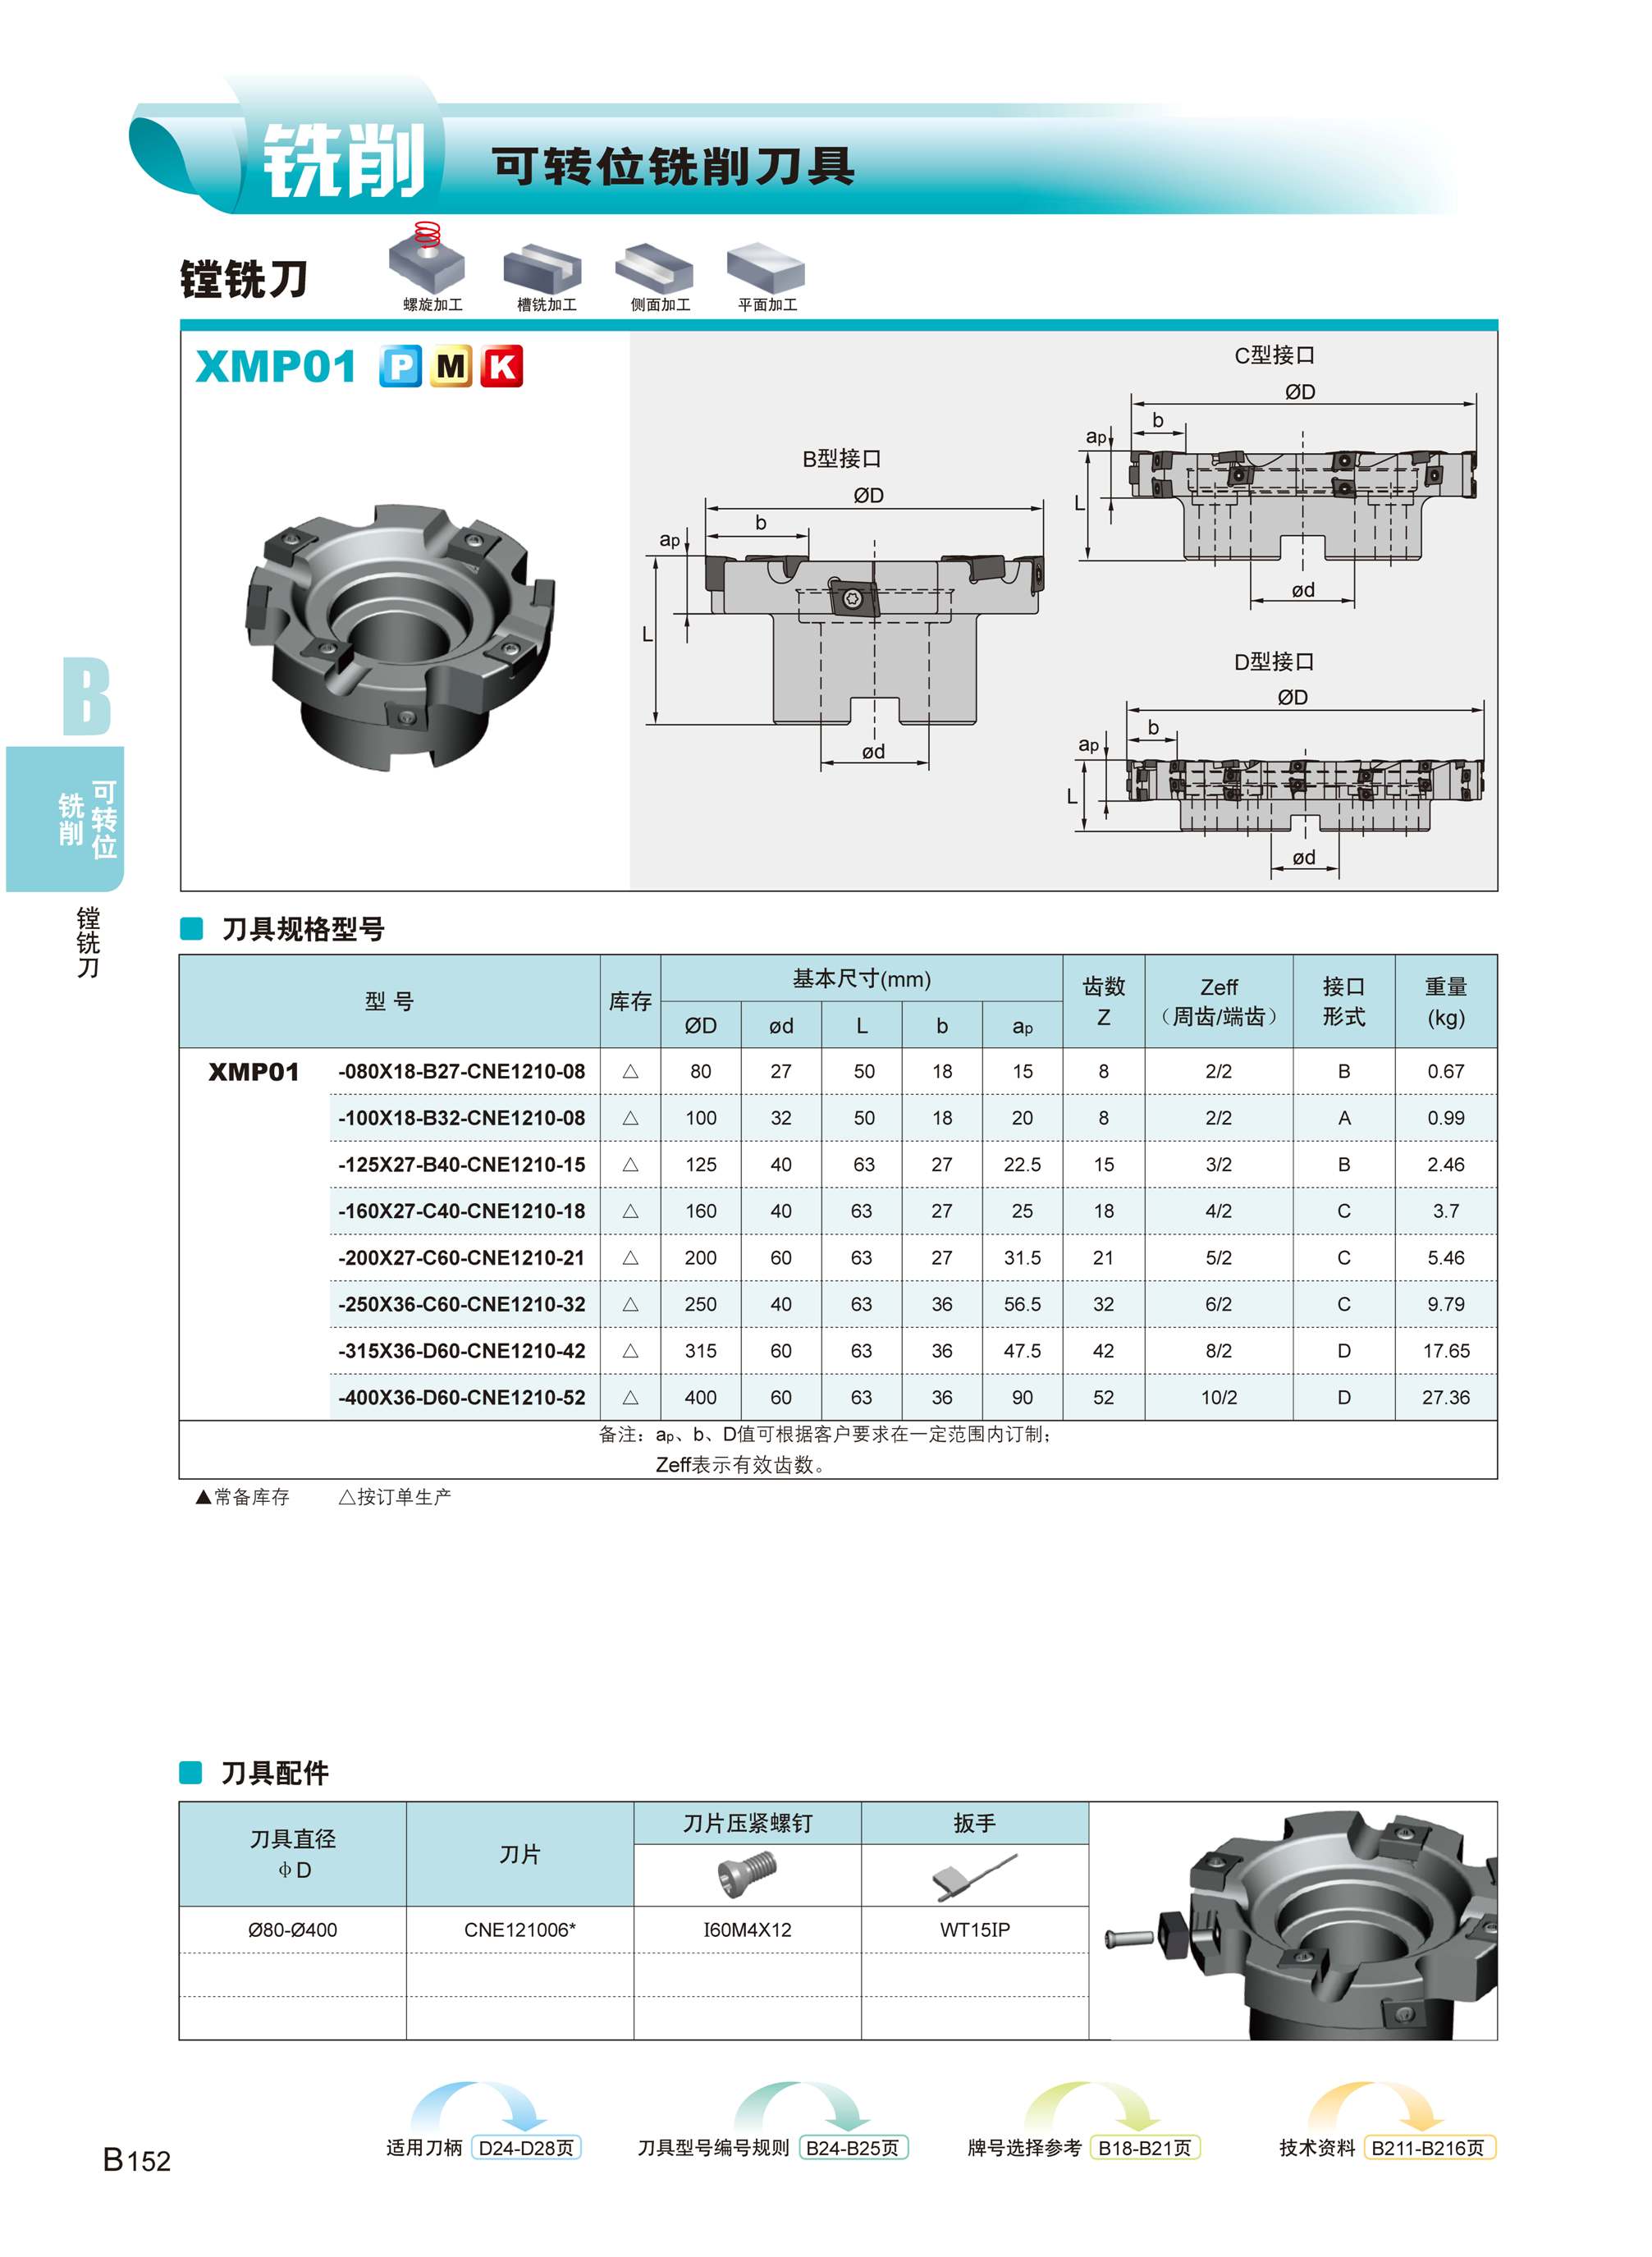 铣削 可转位铣削刀具
镗铣刀
螺旋加工 槽铣加工 侧面加工 平面加工
XMP01 P M K
B型接口
ØD
b
ap
L
ød
C型接口
ØD
b
ap
L
ød
D型接口
ØD
b
ap
L
ød
B
可转位
铣削
镗铣刀
刀具规格型号
型 号 库存 基本尺寸(mm) 齿数 Z Zeff （周齿/端齿） 接口形式 重量 (kg)
ØD ød L b ap
XMP01 -080X18-B27-CNE1210-08 △ 80 27 50 18 15 8 2/2 B 0.67
-100X18-B32-CNE1210-08 △ 100 32 50 18 20 8 2/2 A 0.99
-125X27-B40-CNE1210-15 △ 125 40 63 27 22.5 15 3/2 B 2.46
-160X27-C40-CNE1210-18 △ 160 40 63 27 25 18 4/2 C 3.7
-200X27-C60-CNE1210-21 △ 200 60 63 27 31.5 21 5/2 C 5.46
-250X36-C60-CNE1210-32 △ 250 40 63 36 56.5 32 6/2 C 9.79
-315X36-D60-CNE1210-42 △ 315 60 63 36 47.5 42 8/2 D 17.65
-400X36-D60-CNE1210-52 △ 400 60 63 36 90 52 10/2 D 27.36
备注：ap、b、D值可根据客户要求在一定范围内订制；
Zeff表示有效齿数。
▲常备库存 △按订单生产
刀具配件
刀具直径 φD 刀片 刀片压紧螺钉 扳手
Ø80-Ø400 CNE121006* I60M4X12 WT15IP
适用刀柄 D24-D28页 刀具型号编号规则 B24-B25页 牌号选择参考 B18-B21页 技术资料 B211-B216页
B152